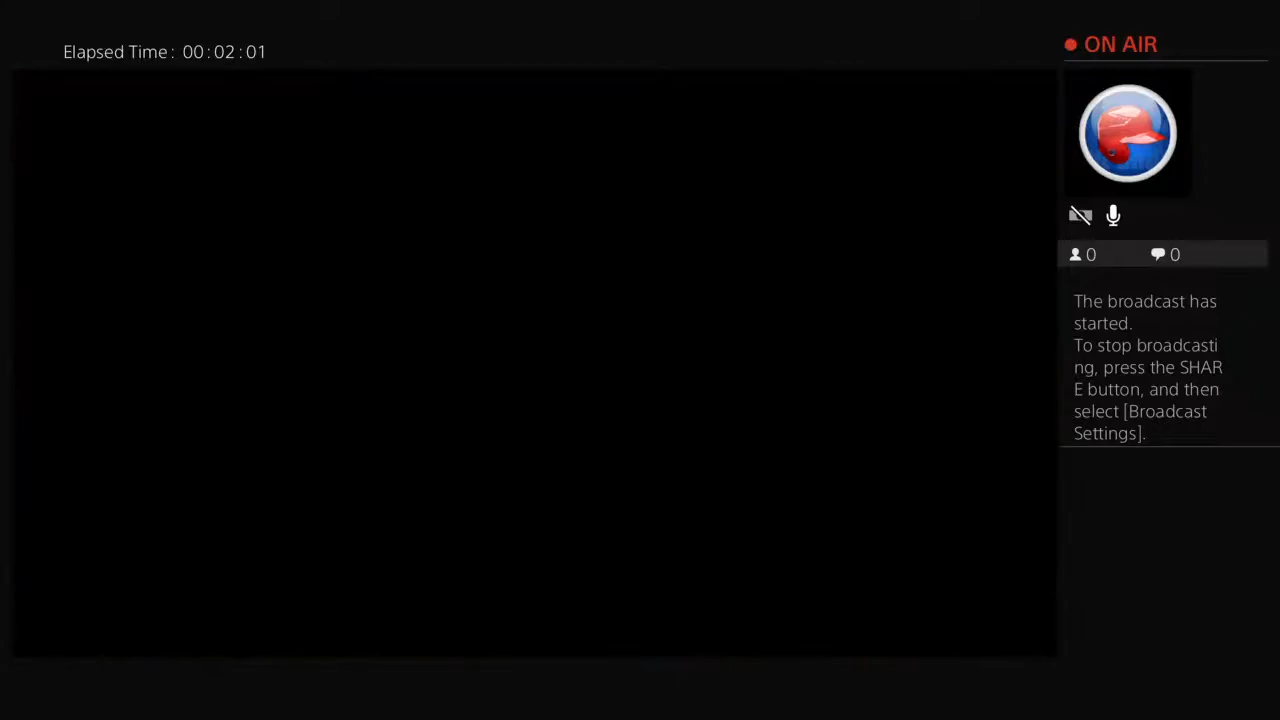 Elapsed Time: 00:02:01
ON AIR
0 0
The broadcast has
started.
To stop broadcasti
ng, press the SHAR
E button, and then
select [Broadcast
Settings].